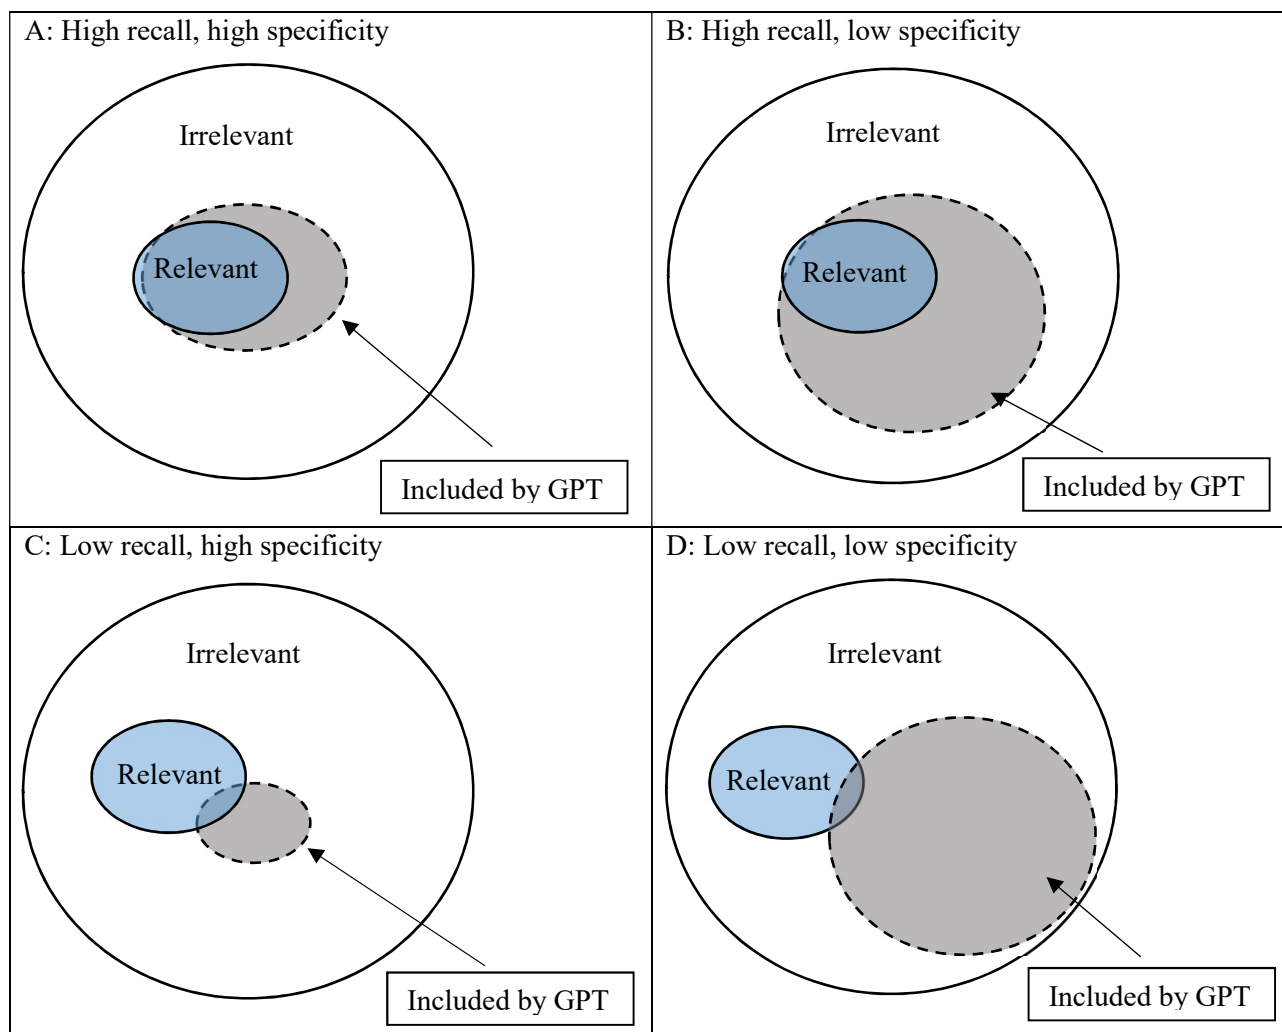 A: High recall, high specificity
Irrelevant
Relevant
Included by GPT
B: High recall, low specificity
Irrelevant
Relevant
Included by GPT
C: Low recall, high specificity
Irrelevant
Relevant
Included by GPT
D: Low recall, low specificity
Irrelevant
Relevant
Included by GPT